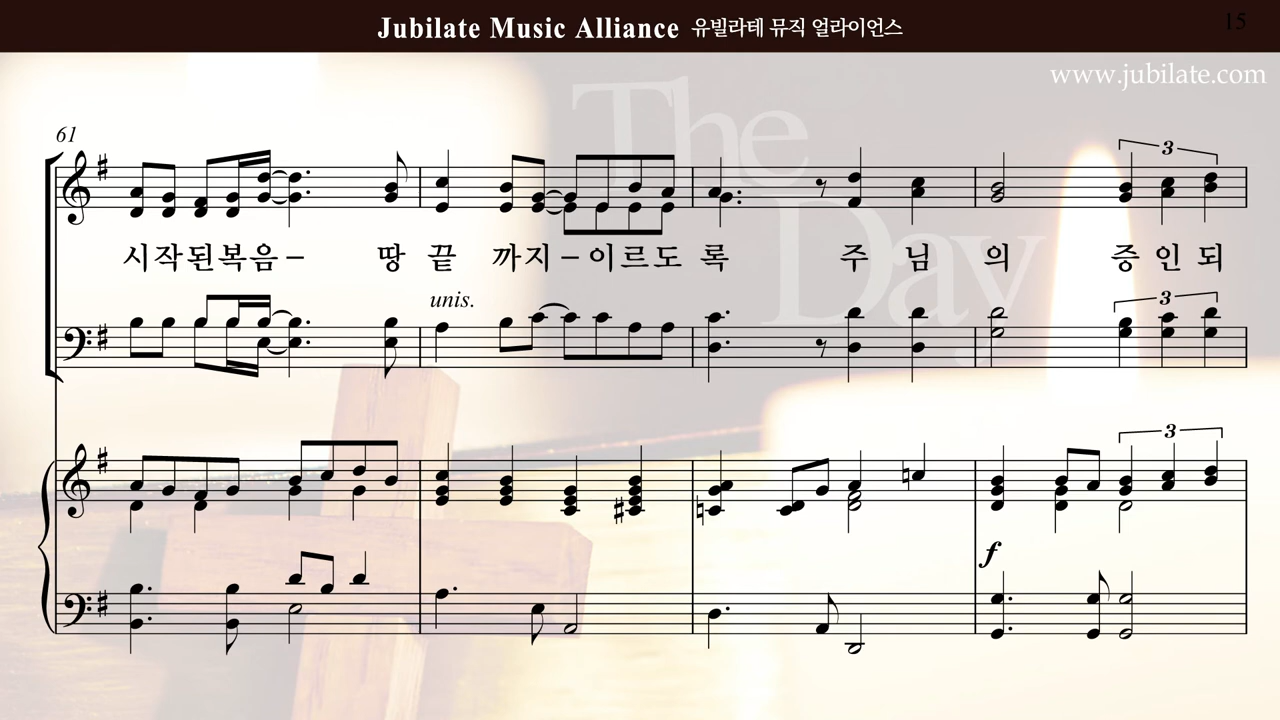 Jubilate Music Alliance 유빌라테 뮤직 얼라이언스
15
www.jubilate.com
The
Day
61
3
시작된복음– 땅 끝 까지–이르도 록 주 님 의 증 인 되
unis.
3
3
f